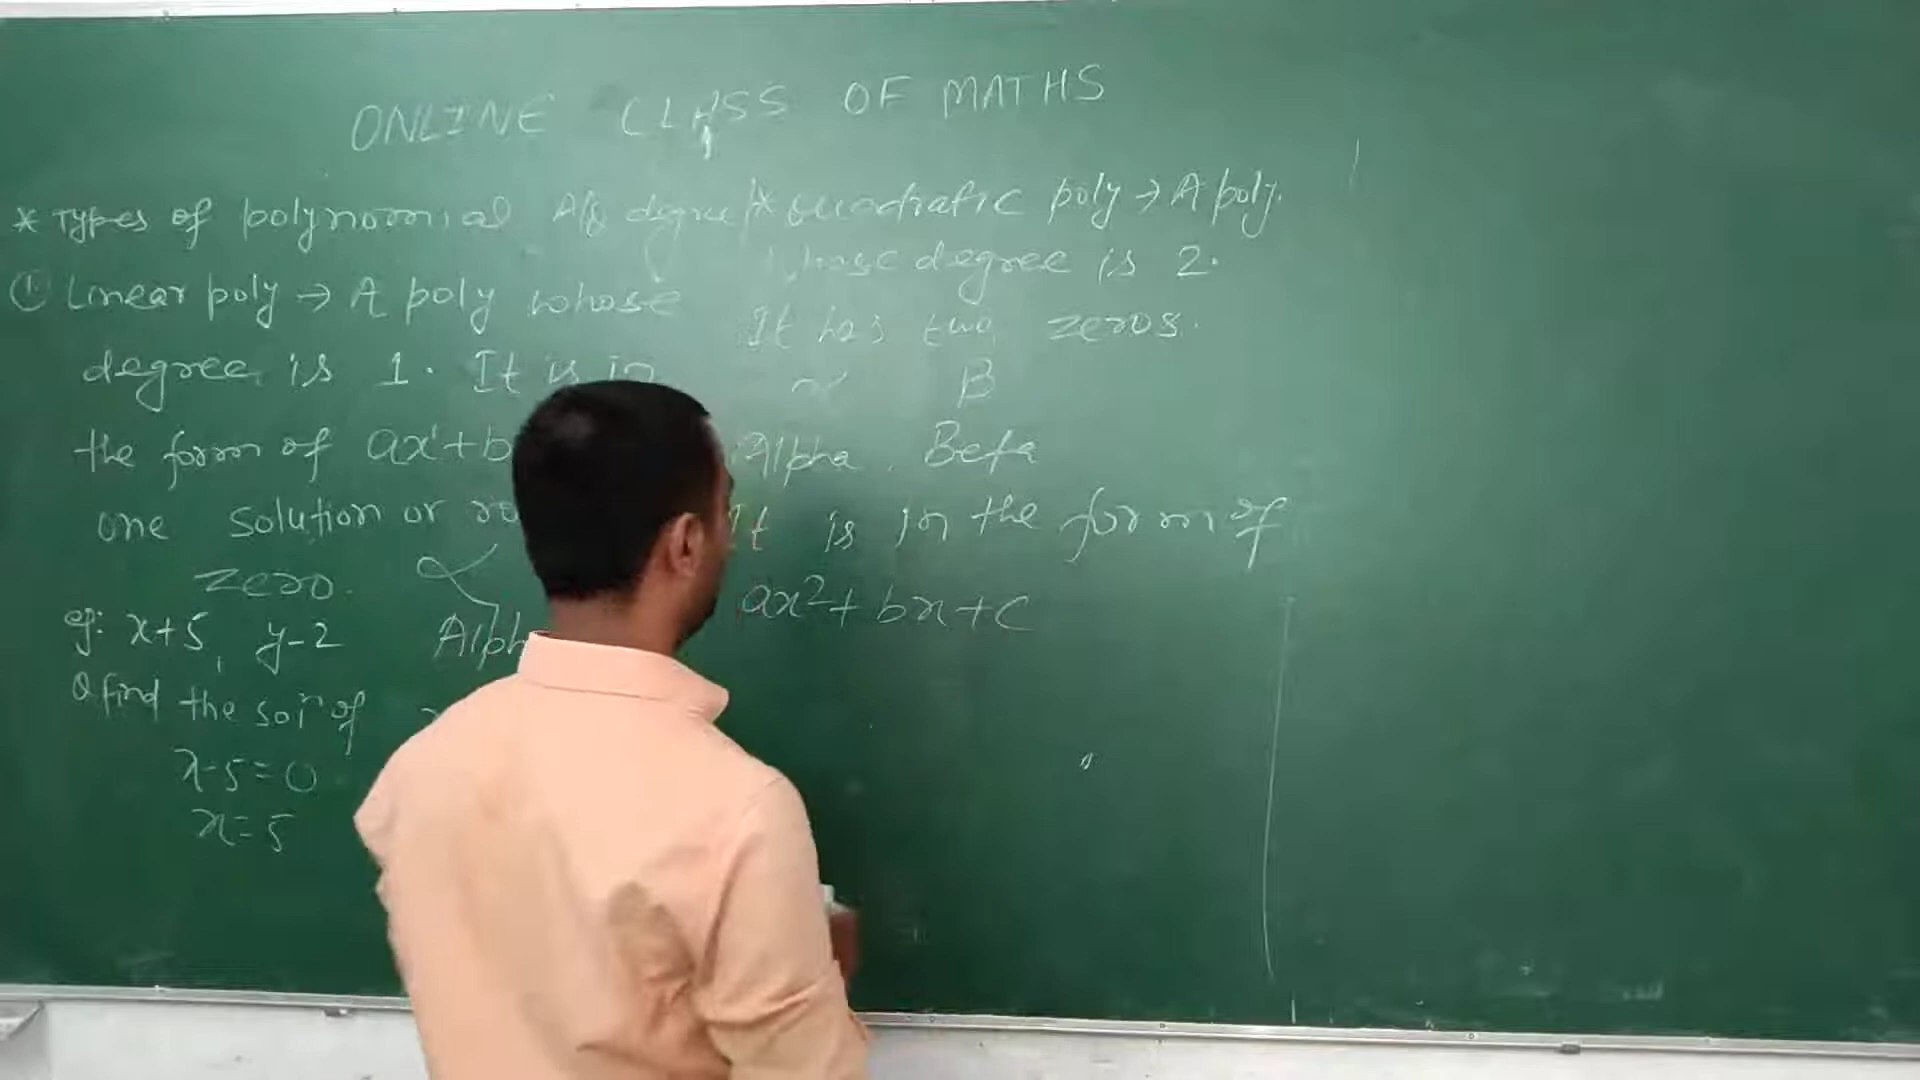 ONLINE CLASS OF MATHS
* Types of polynomial A/Q degree
① Linear poly → A poly whose
degree is 1. It is in
the form of ax¹+b
one solution or
zero.
eg: x+5, y-2
Alph
Q find the sol^n of
x-5=0
x=5
* Quadratic poly → A poly.
whose degree is 2.
It has two zeros.
α β
Alpha, Beta
It is in the form of
ax²+bx+c